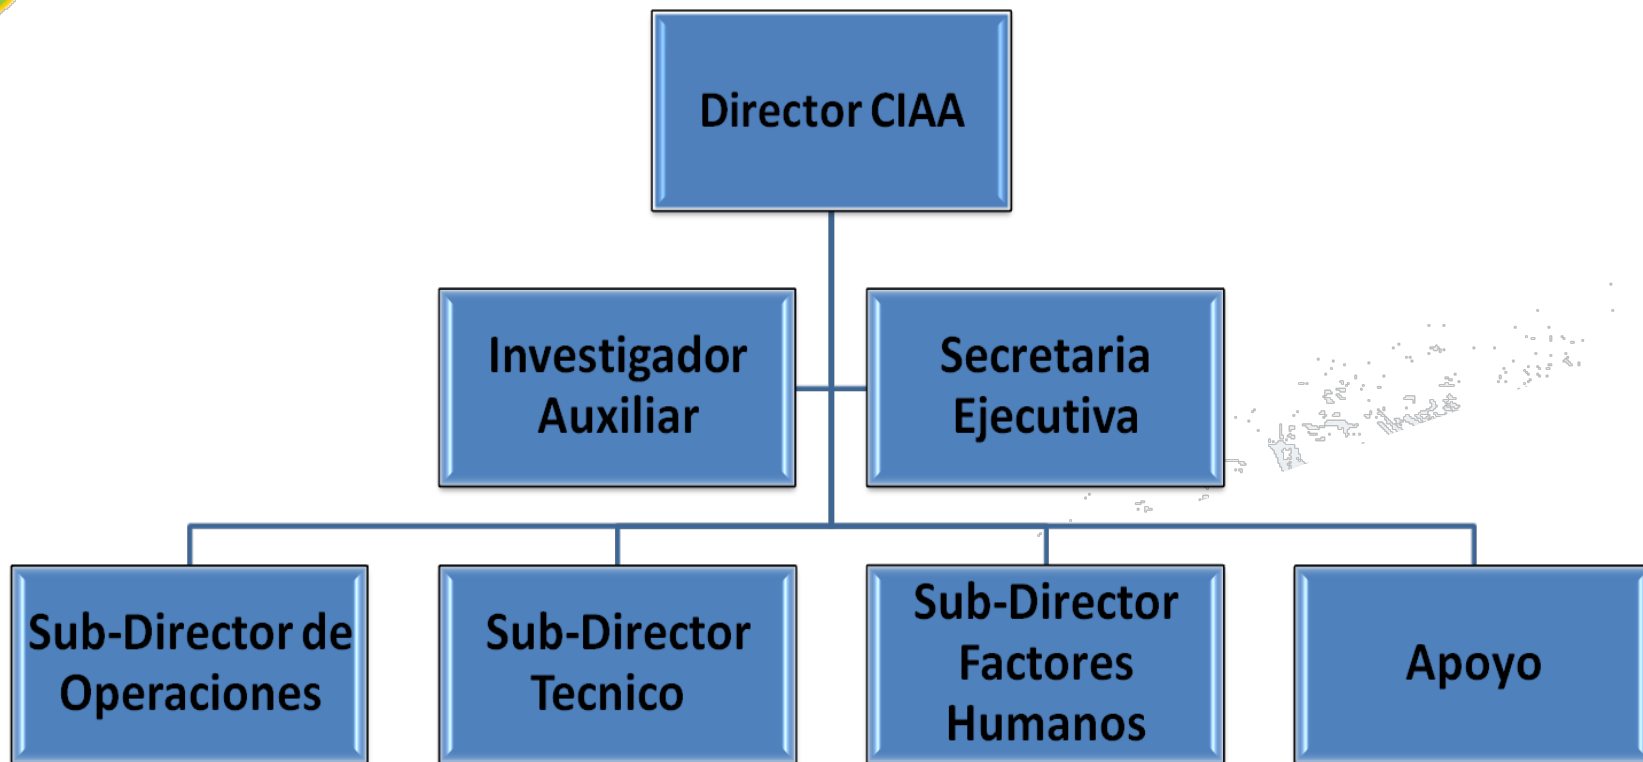 Director CIAA
Investigador
Auxiliar
Secretaria
Ejecutiva
Sub-Director de
Operaciones
Sub-Director
Tecnico
Sub-Director
Factores
Humanos
Apoyo